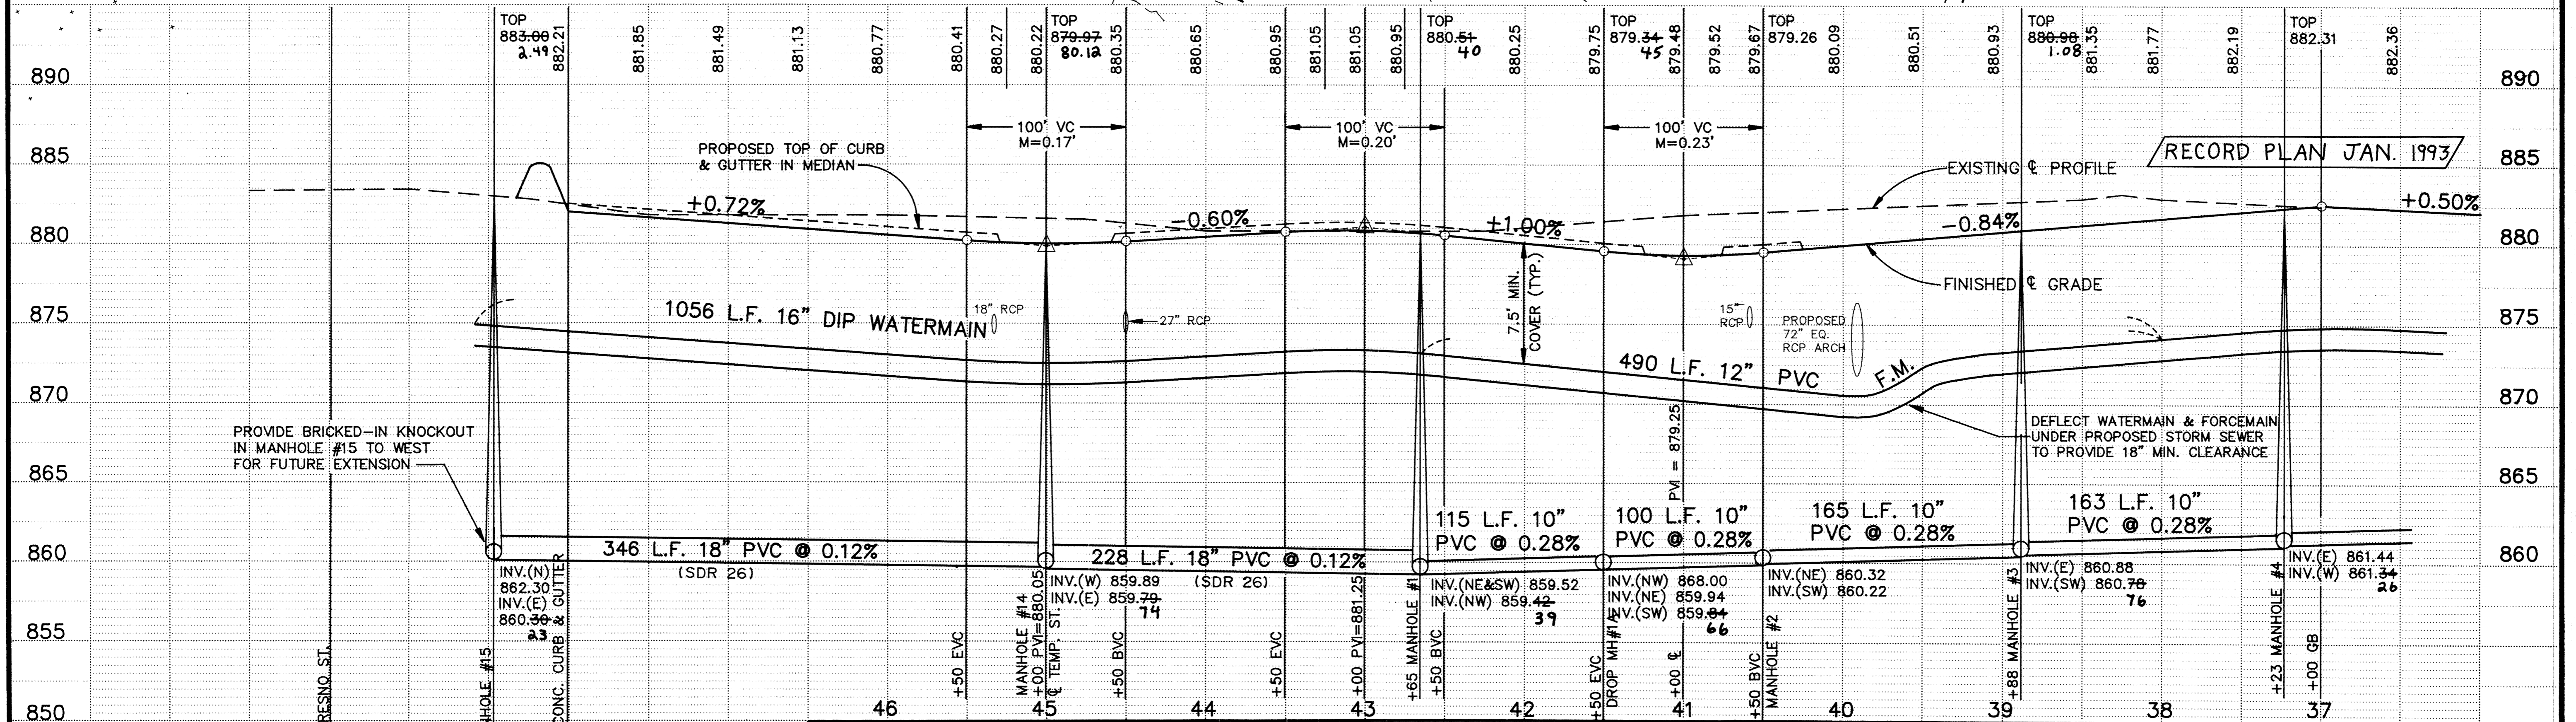 TOP
883.00
2.49
882.21
881.85
881.49
881.13
880.77
880.41
880.27
880.22
TOP
879.97
80.12
880.35
880.65
880.95
881.05
881.05
880.95
TOP
880.51
40
880.25
879.75
TOP
879.34
45
879.48
879.52
879.67
TOP
879.26
880.09
880.51
880.93
TOP
880.98
1.08
881.35
881.77
882.19
TOP
882.31
882.36
890
890
100' VC
M=0.17'
100' VC
M=0.20'
100' VC
M=0.23'
PROPOSED TOP OF CURB
& GUTTER IN MEDIAN
RECORD PLAN JAN. 1993
885
885
EXISTING ℄ PROFILE
+0.72%
-0.60%
±1.00%
-0.84%
+0.50%
880
880
FINISHED ℄ GRADE
7.5' MIN.
COVER (TYP.)
1056 L.F. 16" DIP WATERMAIN
18" RCP
27" RCP
15"
RCP
PROPOSED
72" EQ.
RCP ARCH
875
875
490 L.F. 12" PVC F.M.
870
870
PROVIDE BRICKED-IN KNOCKOUT
IN MANHOLE #15 TO WEST
FOR FUTURE EXTENSION
DEFLECT WATERMAIN & FORCEMAIN
UNDER PROPOSED STORM SEWER
TO PROVIDE 18" MIN. CLEARANCE
PVI = 879.25
865
865
346 L.F. 18" PVC @ 0.12%
(SDR 26)
228 L.F. 18" PVC @ 0.12%
(SDR 26)
115 L.F. 10"
PVC @ 0.28%
100 L.F. 10"
PVC @ 0.28%
165 L.F. 10"
PVC @ 0.28%
163 L.F. 10"
PVC @ 0.28%
860
860
INV.(N)
862.30
INV.(E)
860.30
23
INV.(W) 859.89
INV.(E) 859.79
74
INV.(NE&SW) 859.52
INV.(NW) 859.42
39
INV.(NW) 868.00
INV.(NE) 859.94
INV.(SW) 859.84
66
INV.(NE) 860.32
INV.(SW) 860.22
INV.(E) 860.88
INV.(SW) 860.78
76
INV.(E) 861.44
INV.(W) 861.34
26
855
855
RESNO ST.
HOLE #15
CONC. CURB & GUTTER
+50 EVC
MANHOLE #14
+00 PVI=880.05
℄ TEMP. ST.
+50 BVC
+50 EVC
+00 PVI=881.25
+65 MANHOLE #1
+50 BVC
+50 EVC
DROP MH#1A
+00 ℄
+50 BVC
MANHOLE #2
+88 MANHOLE #3
+23 MANHOLE #4
+00 GB
850
46
45
44
43
42
41
40
39
38
37
850